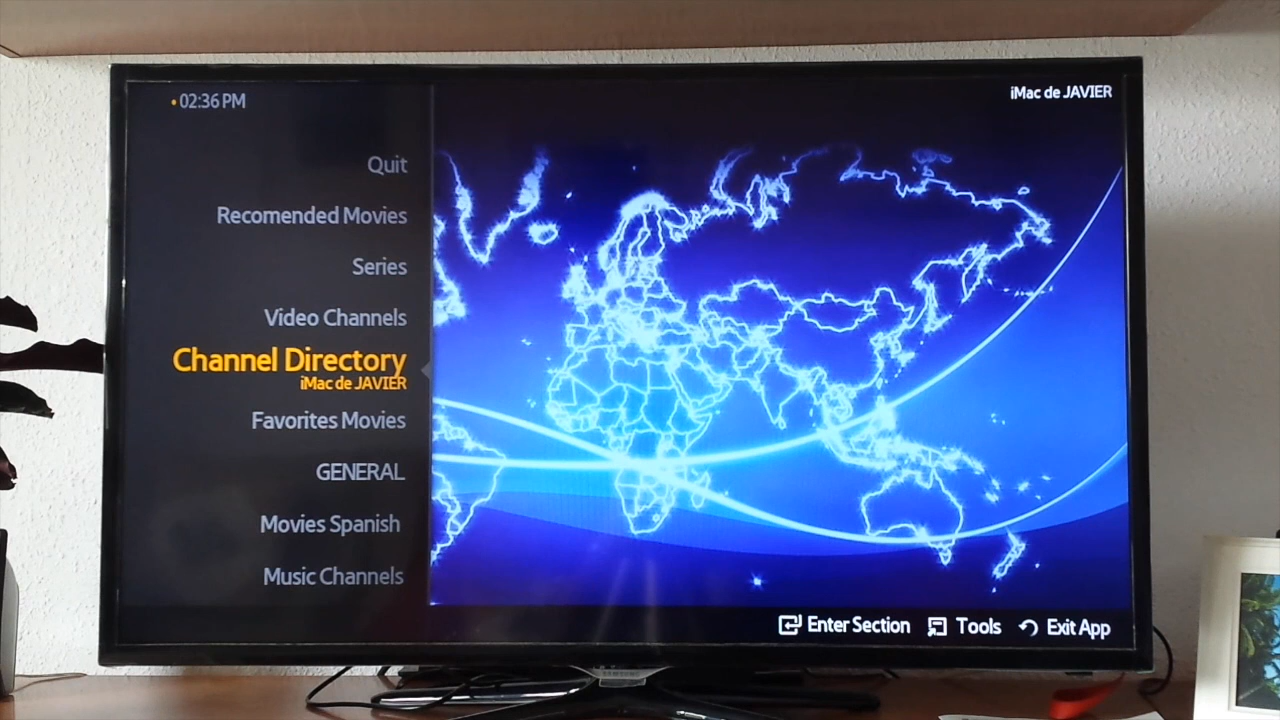 02:36 PM
iMac de JAVIER
Quit
Recomended Movies
Series
Video Channels
Channel Directory
iMac de JAVIER
Favorites Movies
GENERAL
Movies Spanish
Music Channels
Enter Section
Tools
Exit App